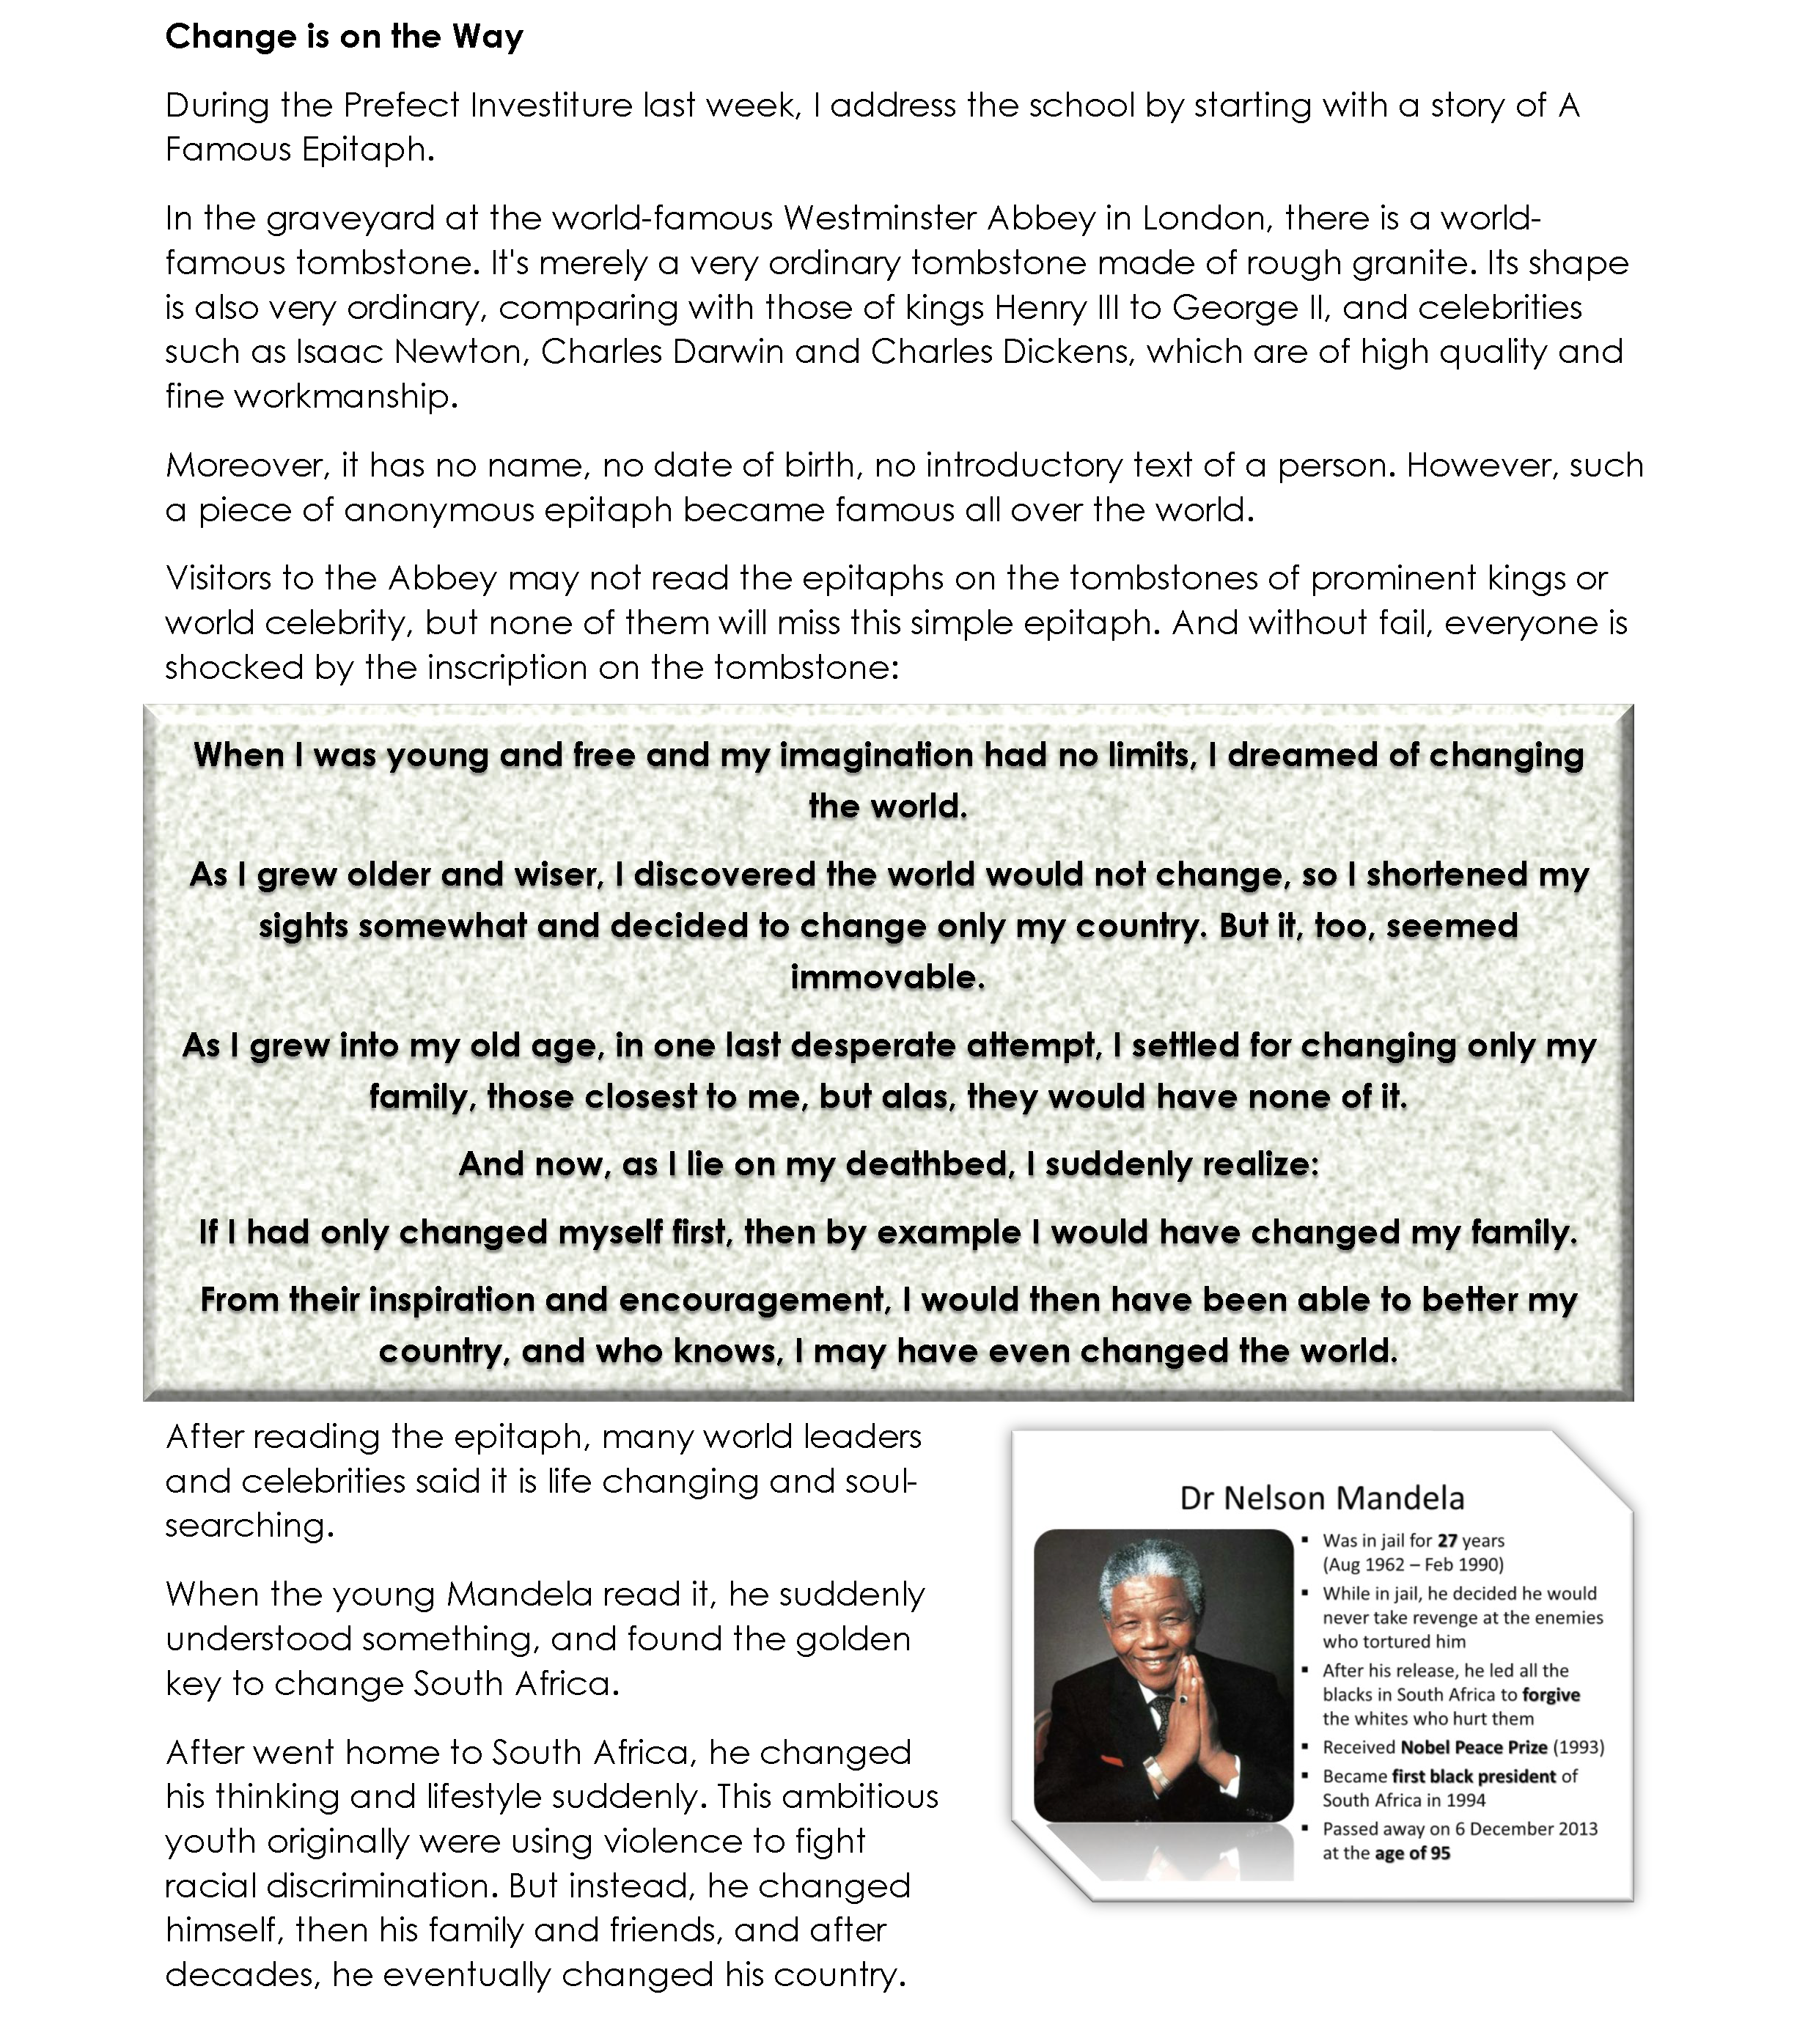 Change is on the Way
During the Prefect Investiture last week, I address the school by starting with a story of A
Famous Epitaph.
In the graveyard at the world-famous Westminster Abbey in London, there is a world-
famous tombstone. It's merely a very ordinary tombstone made of rough granite. Its shape
is also very ordinary, comparing with those of kings Henry III to George II, and celebrities
such as Isaac Newton, Charles Darwin and Charles Dickens, which are of high quality and
fine workmanship.
Moreover, it has no name, no date of birth, no introductory text of a person. However, such
a piece of anonymous epitaph became famous all over the world.
Visitors to the Abbey may not read the epitaphs on the tombstones of prominent kings or
world celebrity, but none of them will miss this simple epitaph. And without fail, everyone is
shocked by the inscription on the tombstone:
When I was young and free and my imagination had no limits, I dreamed of changing
the world.
As I grew older and wiser, I discovered the world would not change, so I shortened my
sights somewhat and decided to change only my country. But it, too, seemed
immovable.
As I grew into my old age, in one last desperate attempt, I settled for changing only my
family, those closest to me, but alas, they would have none of it.
And now, as I lie on my deathbed, I suddenly realize:
If I had only changed myself first, then by example I would have changed my family.
From their inspiration and encouragement, I would then have been able to better my
country, and who knows, I may have even changed the world.
After reading the epitaph, many world leaders
and celebrities said it is life changing and soul-
searching.
When the young Mandela read it, he suddenly
understood something, and found the golden
key to change South Africa.
After went home to South Africa, he changed
his thinking and lifestyle suddenly. This ambitious
youth originally were using violence to fight
racial discrimination. But instead, he changed
himself, then his family and friends, and after
decades, he eventually changed his country.
Dr Nelson Mandela
▪ Was in jail for 27 years
(Aug 1962 – Feb 1990)
▪ While in jail, he decided he would
never take revenge at the enemies
who tortured him
▪ After his release, he led all the
blacks in South Africa to forgive
the whites who hurt them
▪ Received Nobel Peace Prize (1993)
▪ Became first black president of
South Africa in 1994
▪ Passed away on 6 December 2013
at the age of 95